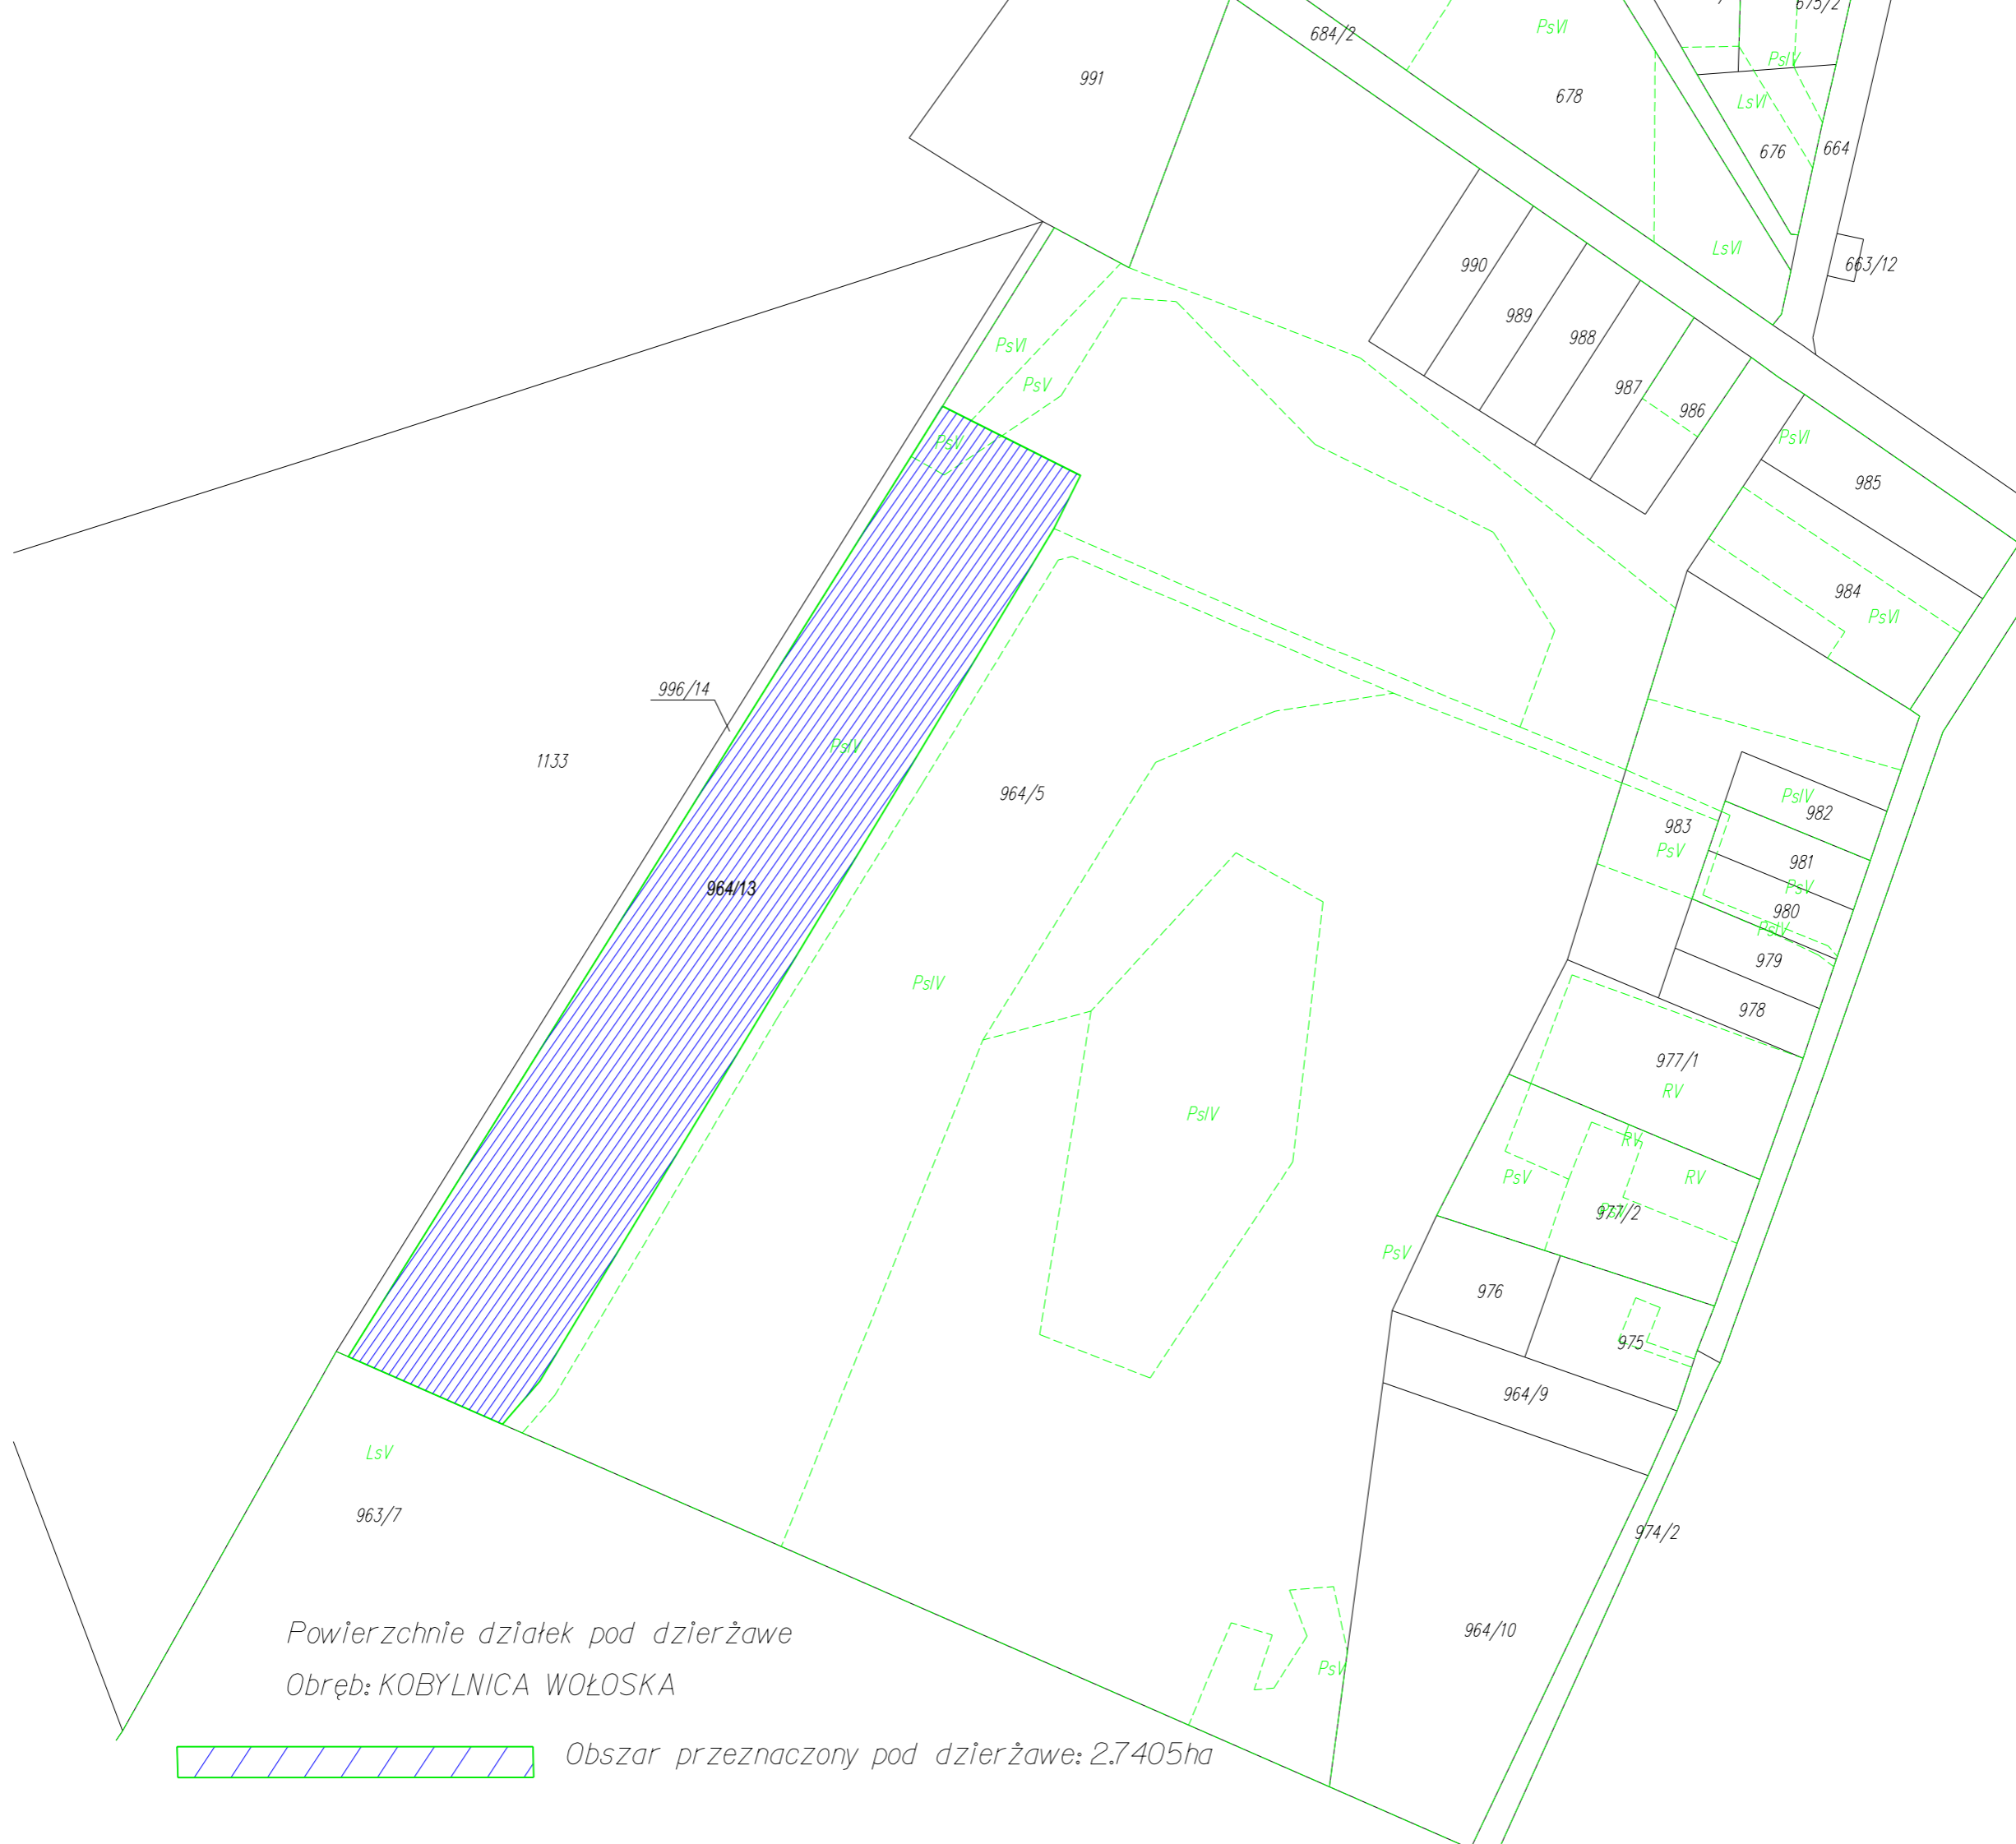 675/2
684/2
PsVI
991
PsIV
678
LsVI
676
664
LsVI
663/12
990
989
988
PsVI
987
PsV
986
PsVI
PsV
985
984
PsVI
996/14
PsIV
1133
964/5
PsIV
982
983
PsV
981
PsV
964/13
980
PsIV
979
PsIV
978
977/1
RV
PsIV
RV
PsV
RV
PsV
977/2
PsV
976
975
964/9
LsV
963/7
974/2
964/10
PsV
Powierzchnie działek pod dzierżawe
Obręb: KOBYLNICA WOŁOSKA
Obszar przeznaczony pod dzierżawe: 2.7405ha